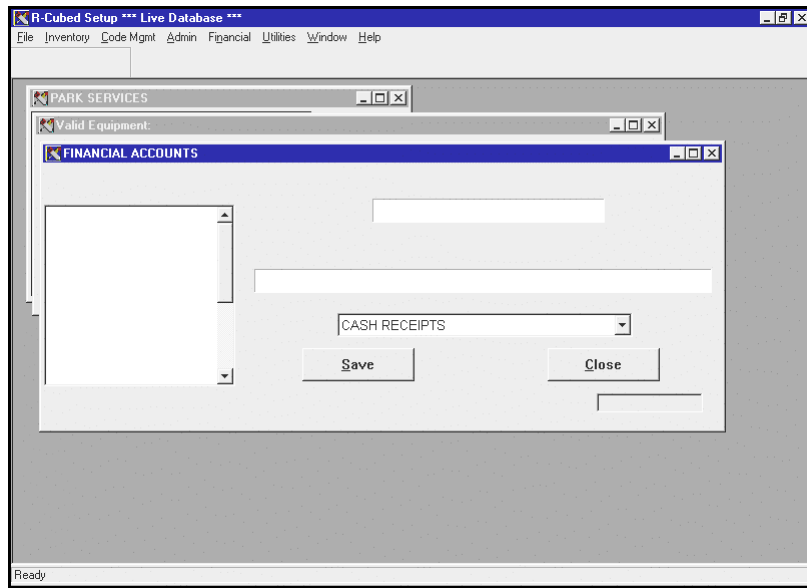 R-Cubed Setup *** Live Database ***
File Inventory Code Mgmt Admin Financial Utilities Window Help
PARK SERVICES
Valid Equipment:
FINANCIAL ACCOUNTS
CASH RECEIPTS
Save Close
Ready